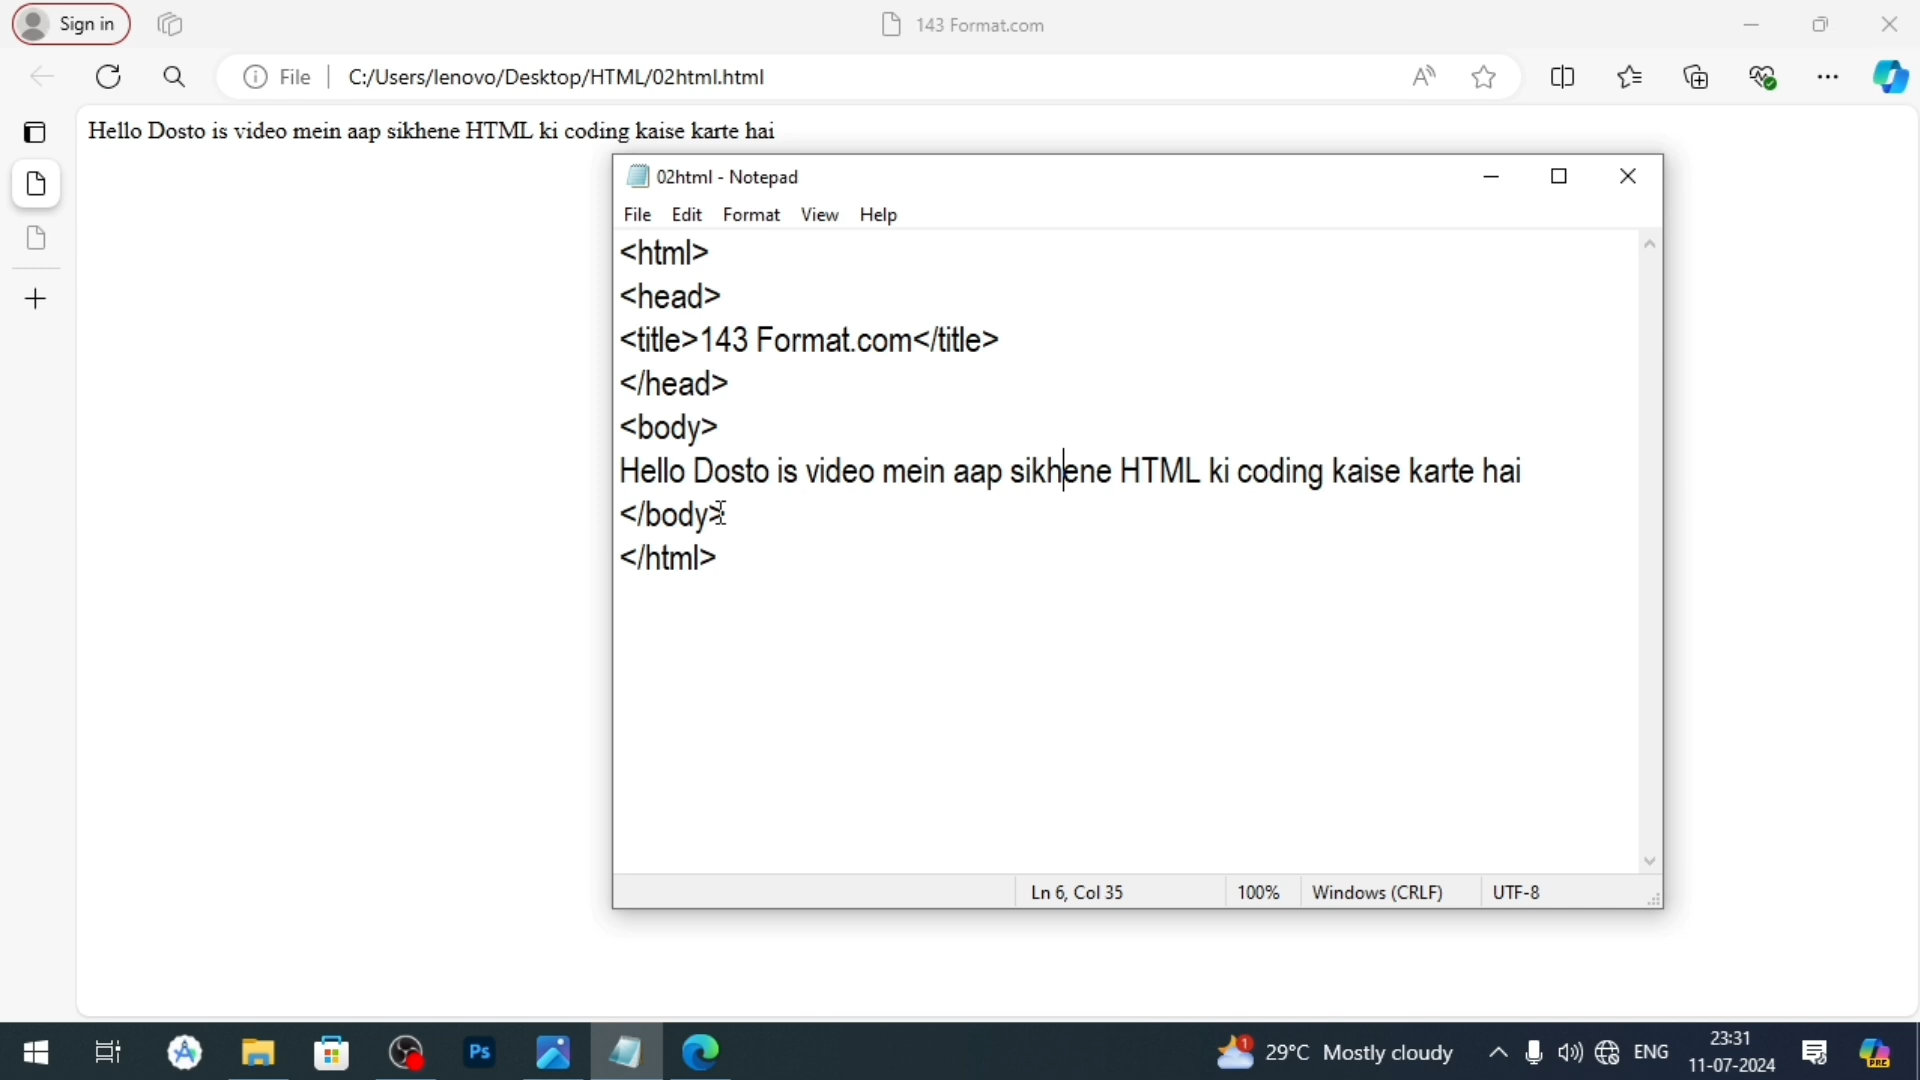 Sign in
143 Format.com
File
C:/Users/lenovo/Desktop/HTML/02html.html
Hello Dosto is video mein aap sikhene HTML ki coding kaise karte hai
02html - Notepad
File Edit Format View Help
<html>
<head>
<title>143 Format.com</title>
</head>
<body>
Hello Dosto is video mein aap sikhene HTML ki coding kaise karte hai
</body>
</html>
Ln 6, Col 35 100% Windows (CRLF) UTF-8
Ps
1
29°C Mostly cloudy
ENG
23:31
11-07-2024
PRE